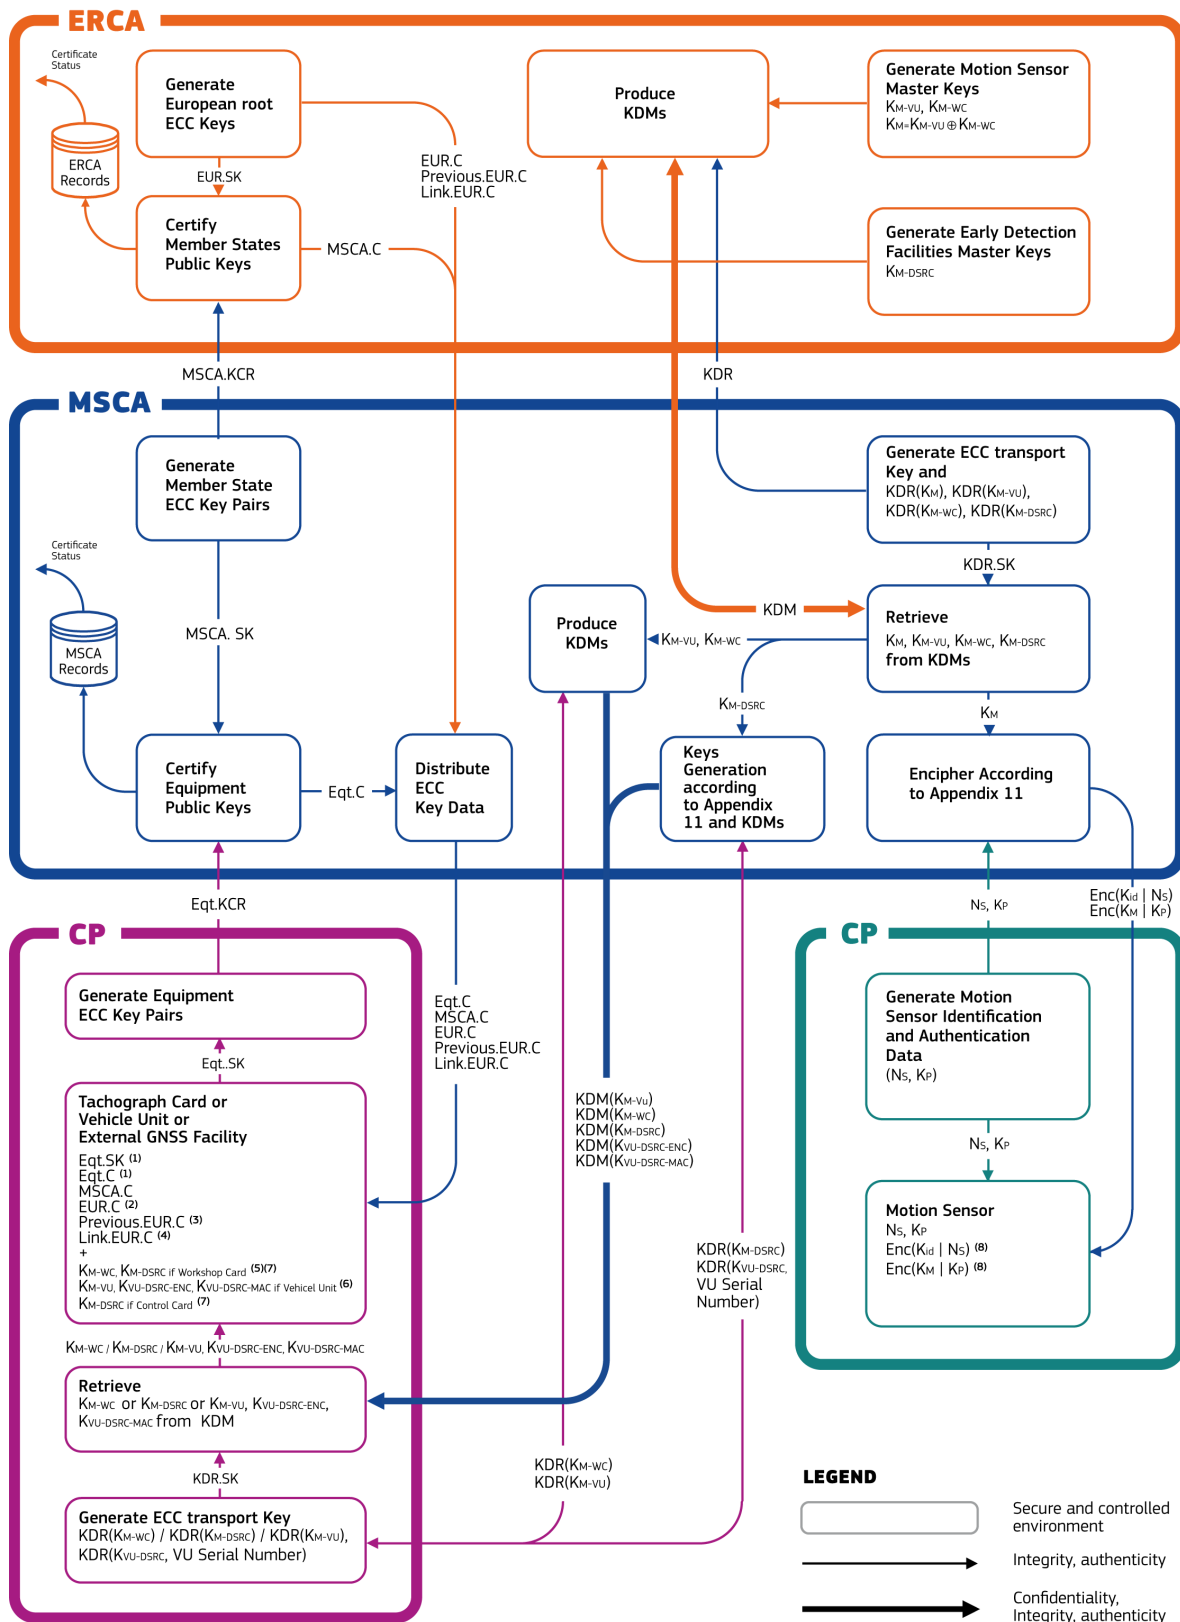 ERCA
Certificate
Status
Generate
European root
ECC Keys
Produce
KDMs
Generate Motion Sensor
Master Keys
KM-VU, KM-WC
KM=KM-VU⊕KM-WC
ERCA
Records
EUR.SK
EUR.C
Previous.EUR.C
Link.EUR.C
Certify
Member States
Public Keys
MSCA.C
Generate Early Detection
Facilities Master Keys
KM-DSRC
MSCA.KCR
KDR
MSCA
Generate
Member State
ECC Key Pairs
Generate ECC transport
Key and
KDR(KM), KDR(KM-VU),
KDR(KM-WC), KDR(KM-DSRC)
Certificate
Status
KDR.SK
MSCA
Records
MSCA. SK
Produce
KDMs
KDM
KM-VU, KM-WC
Retrieve
KM, KM-VU, KM-WC, KM-DSRC
from KDMs
KM-DSRC
KM
Certify
Equipment
Public Keys
Eqt.C
Distribute
ECC
Key Data
Keys
Generation
according
to Appendix
11 and KDMs
Encipher According
to Appendix 11
Eqt.KCR
NS, KP
Enc(Kid | NS)
Enc(KM | KP)
CP
Generate Equipment
ECC Key Pairs
Eqt..SK
Eqt.C
MSCA.C
EUR.C
Previous.EUR.C
Link.EUR.C
CP
Generate Motion
Sensor Identification
and Authentication
Data
(NS, KP)
NS, KP
Tachograph Card or
Vehicle Unit or
External GNSS Facility
Eqt.SK (1)
Eqt.C (1)
MSCA.C
EUR.C (2)
Previous.EUR.C (3)
Link.EUR.C (4)
+
KM-WC, KM-DSRC if Workshop Card (5)(7)
KM-VU, KVU-DSRC-ENC, KVU-DSRC-MAC if Vehicel Unit (6)
KM-DSRC if Control Card (7)
KDM(KM-Vu)
KDM(KM-WC)
KDM(KM-DSRC)
KDM(KVU-DSRC-ENC)
KDM(KVU-DSRC-MAC)
Motion Sensor
NS, KP
Enc(Kid | NS) (8)
Enc(KM | KP) (8)
KDR(KM-DSRC)
KDR(KVU-DSRC,
VU Serial
Number)
KM-WC / KM-DSRC / KM-VU, KVU-DSRC-ENC, KVU-DSRC-MAC
Retrieve
KM-WC or KM-DSRC or KM-VU, KVU-DSRC-ENC,
KVU-DSRC-MAC from KDM
KDR.SK
KDR(KM-WC)
KDR(KM-VU)
Generate ECC transport Key
KDR(KM-WC) / KDR(KM-DSRC) / KDR(KM-VU),
KDR(KVU-DSRC, VU Serial Number)
LEGEND
Secure and controlled
environment
Integrity, authenticity
Confidentiality,
Integrity, authenticity